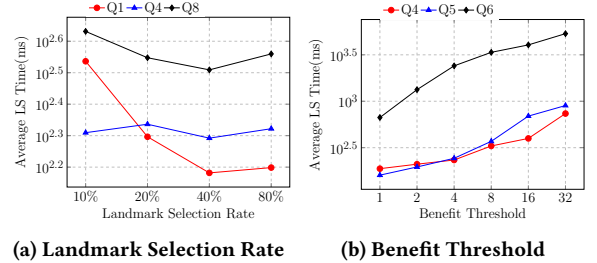 Q1 Q4 Q8
Average LS Time(ms)
10^2.6
10^2.5
10^2.4
10^2.3
10^2.2
10% 20% 40% 80%
Landmark Selection Rate
(a) Landmark Selection Rate
Q4 Q5 Q6
Average LS Time(ms)
10^3.5
10^3
10^2.5
1 2 4 8 16 32
Benefit Threshold
(b) Benefit Threshold